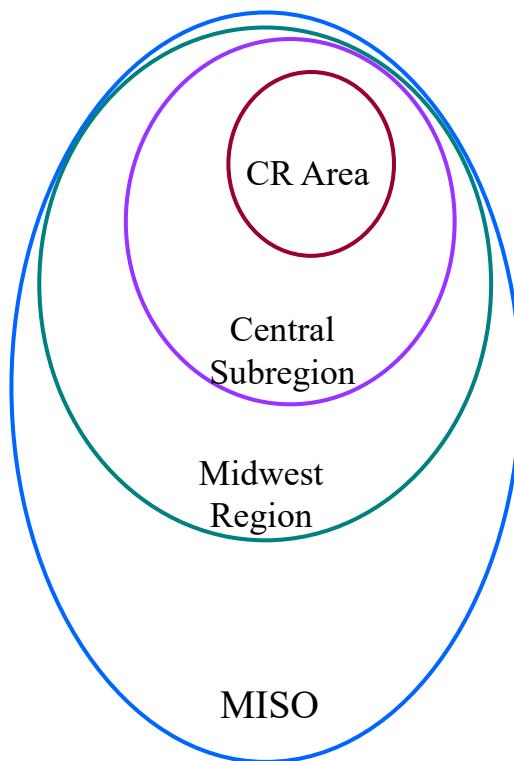 CR Area
Central
Subregion
Midwest
Region
MISO